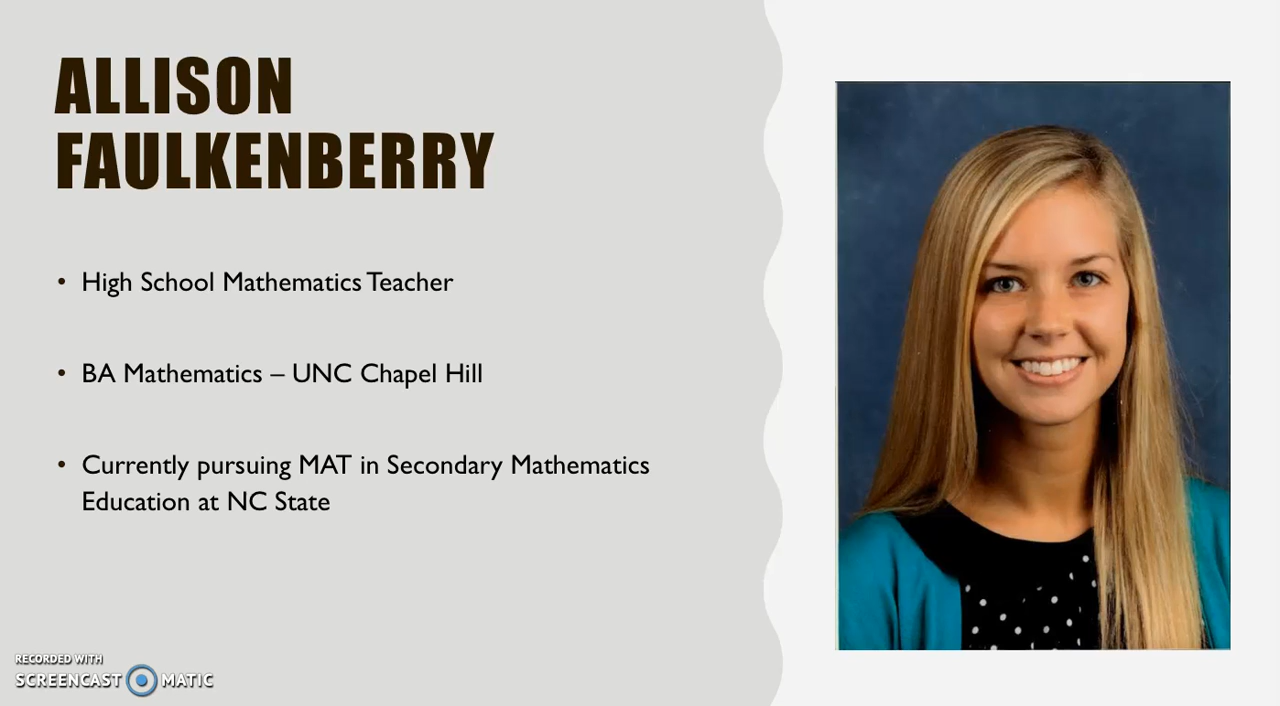 ALLISON
FAULKENBERRY
• High School Mathematics Teacher
• BA Mathematics – UNC Chapel Hill
• Currently pursuing MAT in Secondary Mathematics
Education at NC State
RECORDED WITH
SCREENCAST MATIC